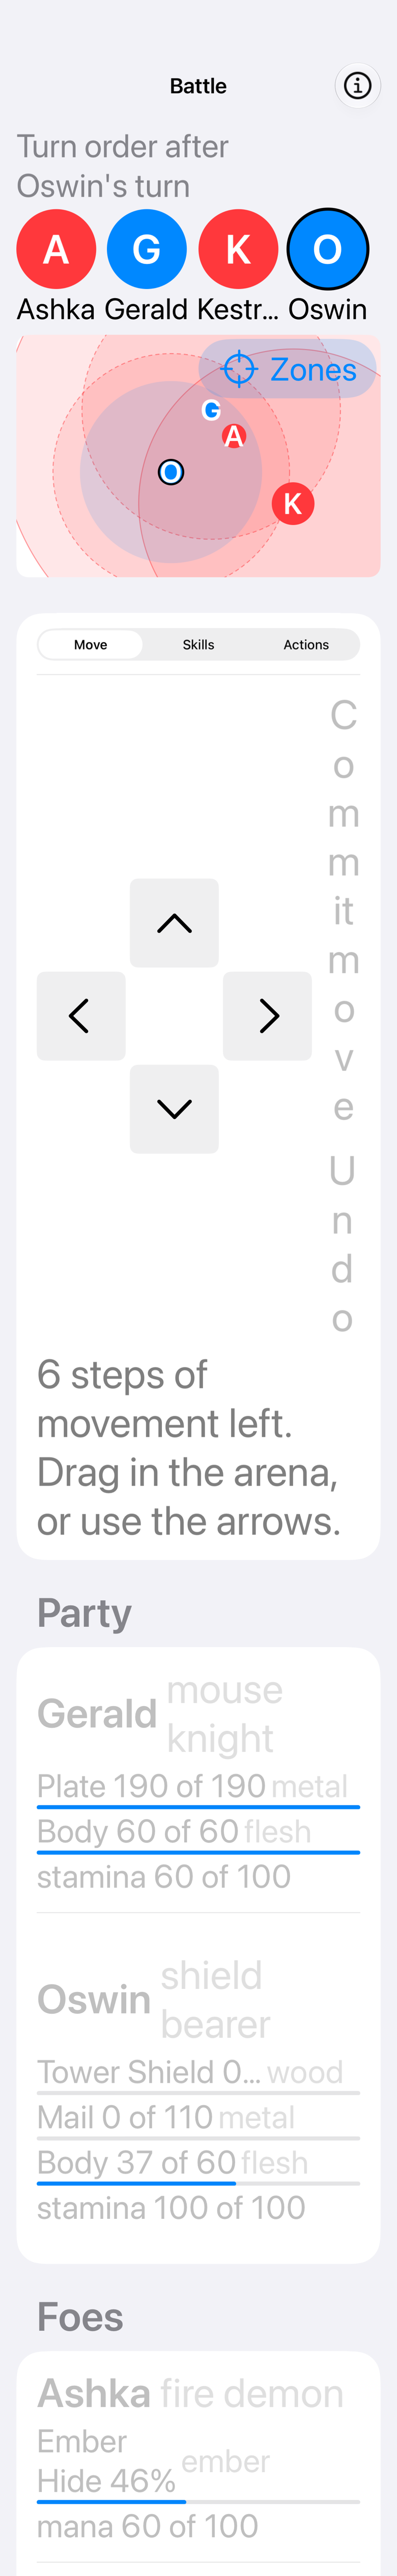 Battle
Turn order after
Oswin's turn
A G K O
Ashka Gerald Kestr... Oswin
Zones
G
A
O
K
Move Skills Actions
C
o
m
m
it
m
o
v
e
U
n
d
o
6 steps of
movement left.
Drag in the arena,
or use the arrows.
Party
Gerald mouse
knight
Plate 190 of 190 metal
Body 60 of 60 flesh
stamina 60 of 100
Oswin shield
bearer
Tower Shield 0... wood
Mail 0 of 110 metal
Body 37 of 60 flesh
stamina 100 of 100
Foes
Ashka fire demon
Ember
Hide 46% ember
mana 60 of 100